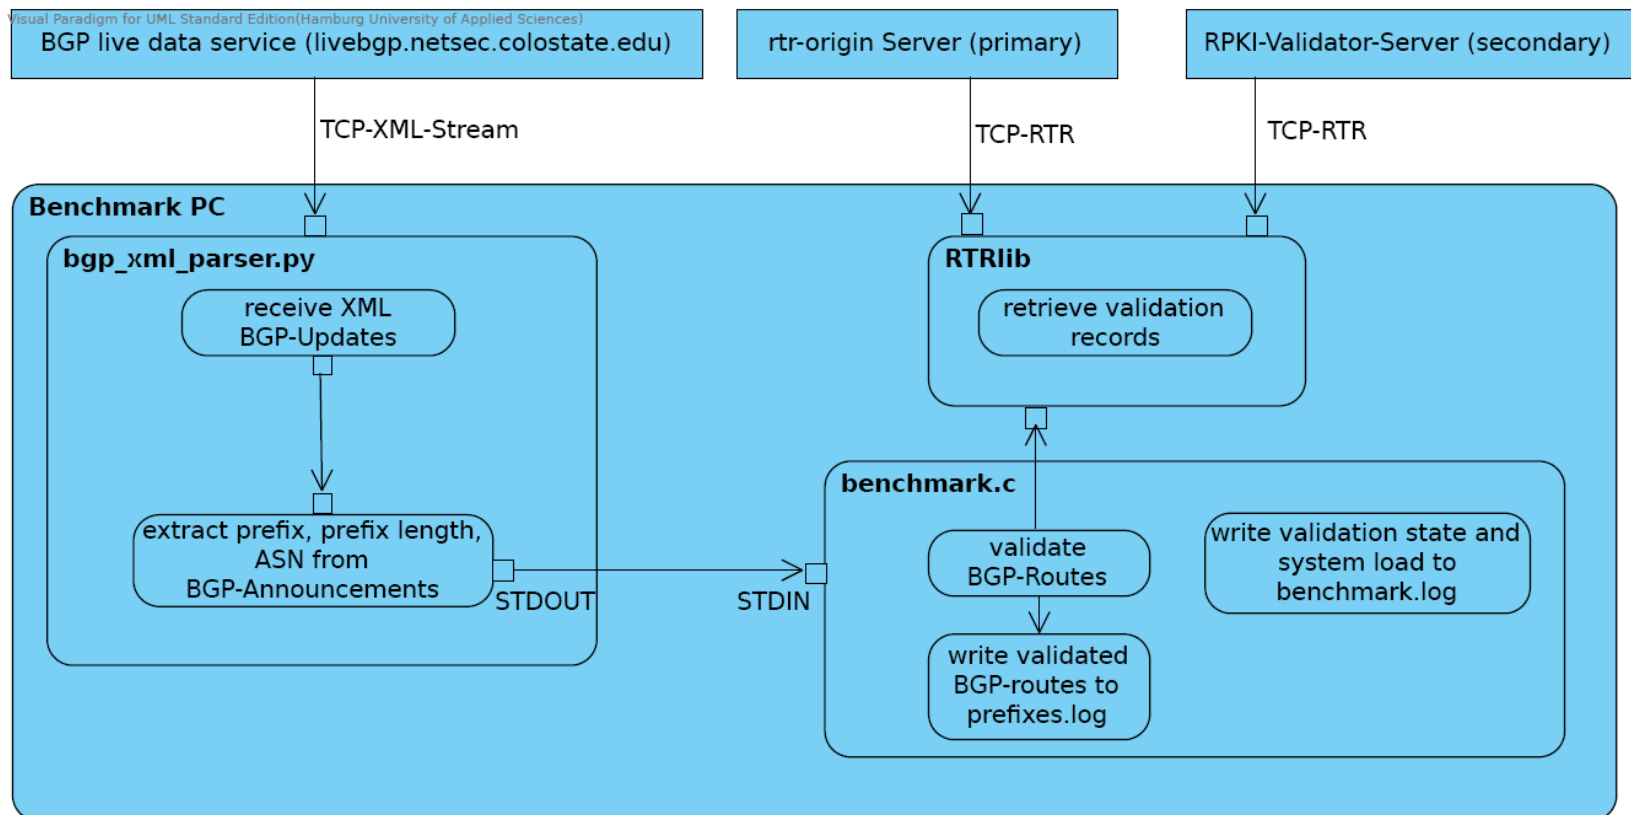 Visual Paradigm for UML Standard Edition(Hamburg University of Applied Sciences)
BGP live data service (livebgp.netsec.colostate.edu)
rtr-origin Server (primary)
RPKI-Validator-Server (secondary)
TCP-XML-Stream
TCP-RTR
TCP-RTR
Benchmark PC
bgp_xml_parser.py
receive XML
BGP-Updates
extract prefix, prefix length,
ASN from
BGP-Announcements
STDOUT
STDIN
RTRlib
retrieve validation
records
benchmark.c
validate
BGP-Routes
write validated
BGP-routes to
prefixes.log
write validation state and
system load to
benchmark.log